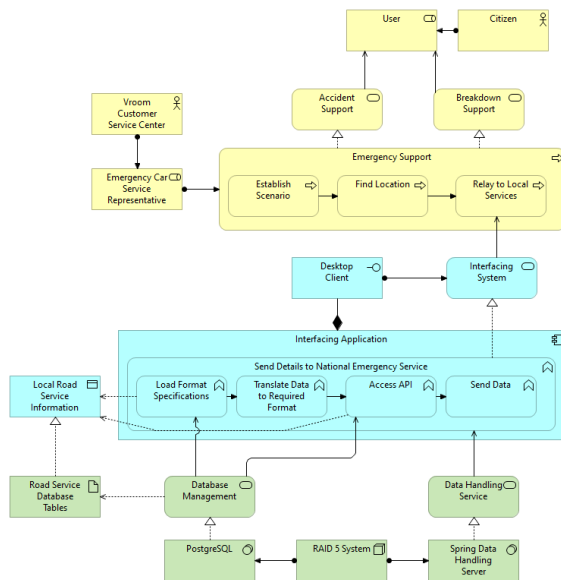 User
Citizen
Accident
Support
Breakdown
Support
Vroom
Customer
Service Center
Emergency Car
Service
Representative
Emergency Support
Establish
Scenario
Find Location
Relay to Local
Services
Desktop
Client
Interfacing
System
Interfacing Application
Send Details to National Emergency Service
Load Format
Specifications
Translate Data
to Required
Format
Access API
Send Data
Local Road
Service
Information
Road Service
Database
Tables
Database
Management
Data Handling
Service
PostgreSQL
RAID 5 System
Spring Data
Handling
Server